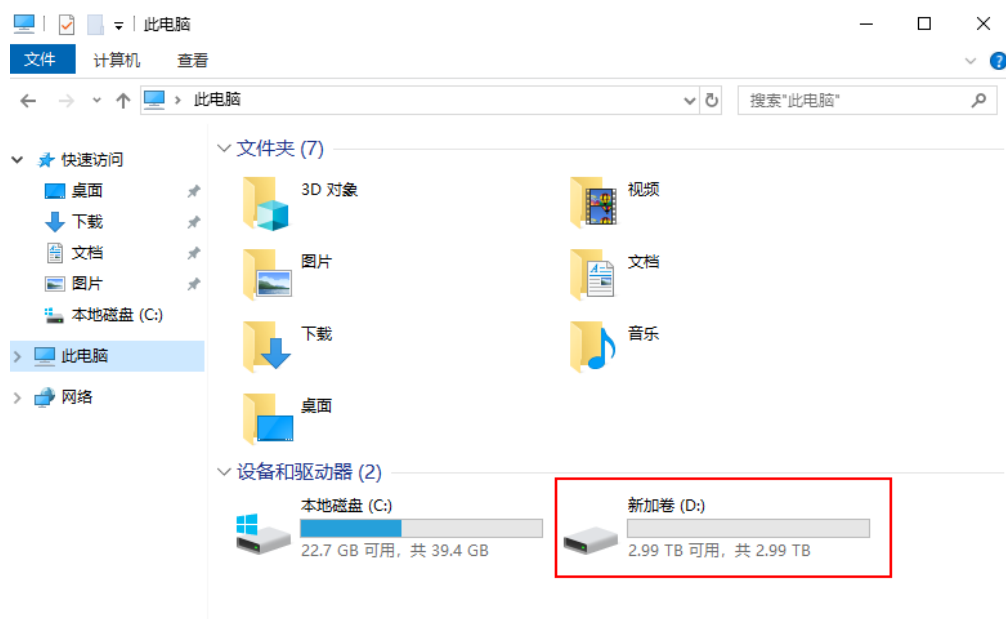 此电脑
文件 计算机 查看
此电脑
搜索"此电脑"
快速访问
桌面
下载
文档
图片
本地磁盘 (C:)
此电脑
网络
文件夹 (7)
3D 对象
视频
图片
文档
下载
音乐
桌面
设备和驱动器 (2)
本地磁盘 (C:)
22.7 GB 可用，共 39.4 GB
新加卷 (D:)
2.99 TB 可用，共 2.99 TB